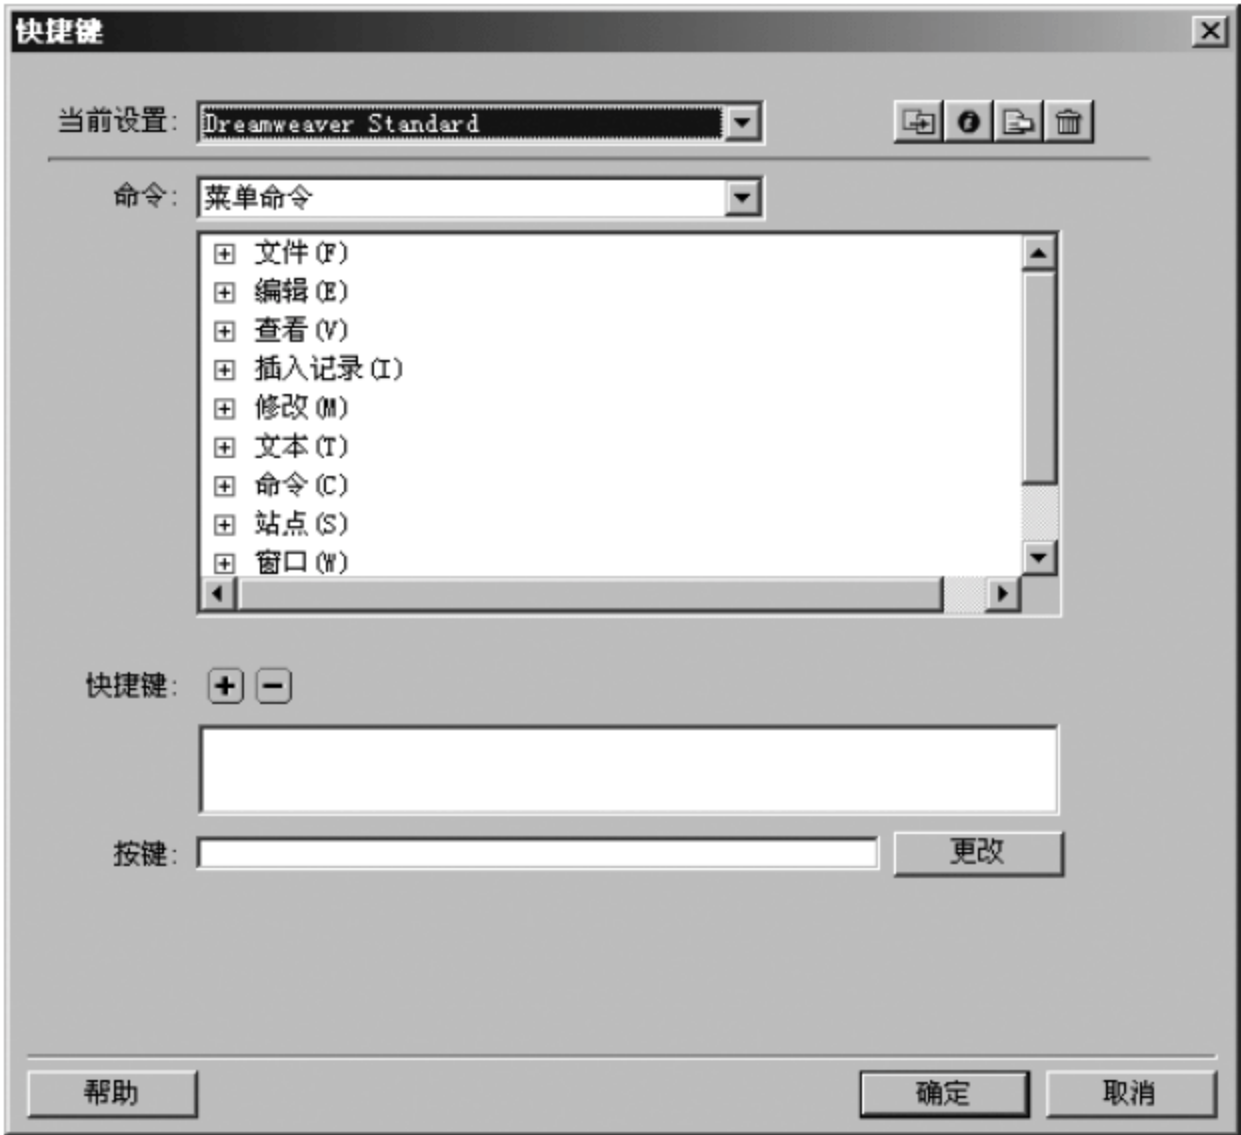 快捷键
当前设置: Dreamweaver Standard
命令: 菜单命令
文件(F)
编辑(E)
查看(V)
插入记录(I)
修改(M)
文本(T)
命令(C)
站点(S)
窗口(W)
快捷键:
按键: 更改
帮助 确定 取消